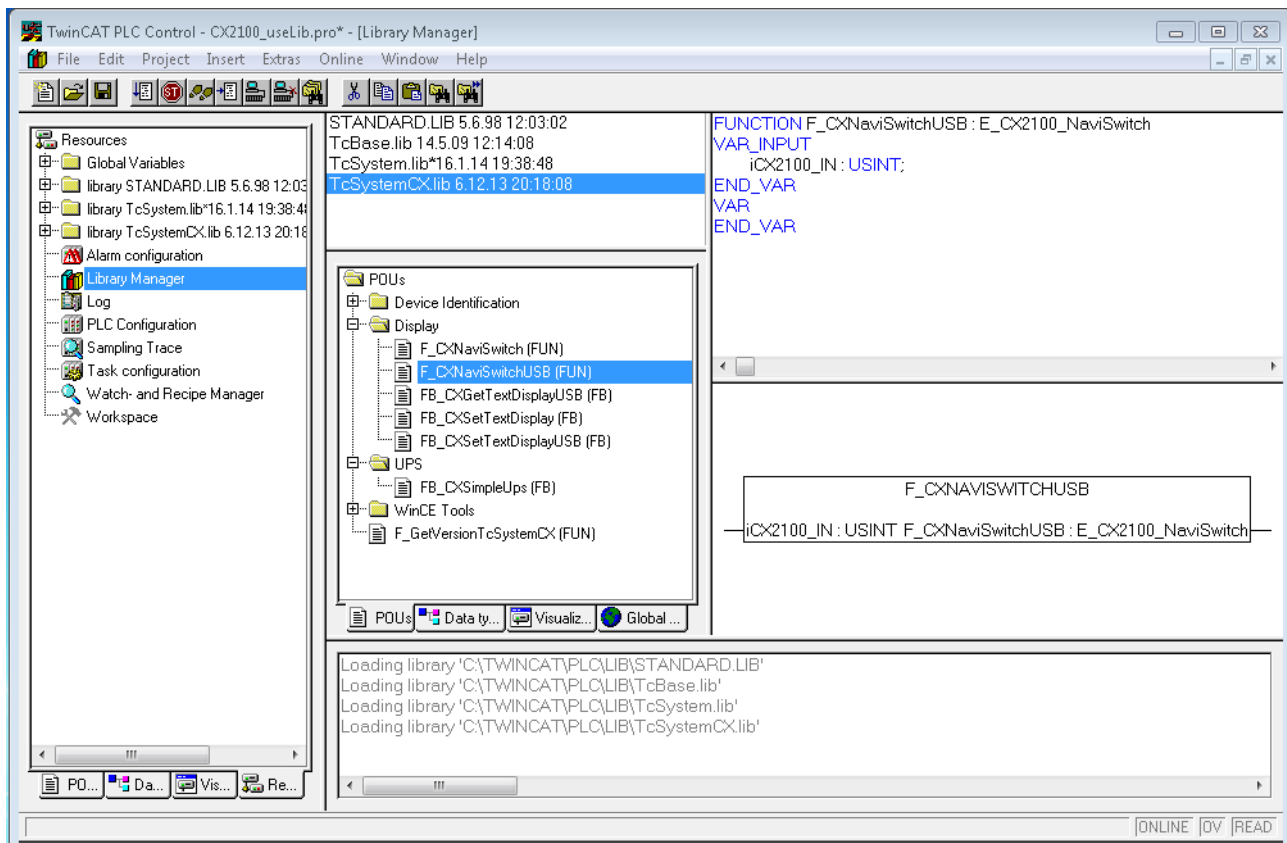 TwinCAT PLC Control - CX2100_useLib.pro* - [Library Manager]
File Edit Project Insert Extras Online Window Help
Resources
Global Variables
library STANDARD.LIB 5.6.98 12:03
library TcSystem.lib*16.1.14 19:38:4
library TcSystemCX.lib 6.12.13 20:18
Alarm configuration
Library Manager
Log
PLC Configuration
Sampling Trace
Task configuration
Watch- and Recipe Manager
Workspace
PO... Da... Vis... Re...
STANDARD.LIB 5.6.98 12:03:02
TcBase.lib 14.5.09 12:14:08
TcSystem.lib*16.1.14 19:38:48
TcSystemCX.lib 6.12.13 20:18:08
POUs
Device Identification
Display
F_CXNaviSwitch (FUN)
F_CXNaviSwitchUSB (FUN)
FB_CXGetTextDisplayUSB (FB)
FB_CXSetTextDisplay (FB)
FB_CXSetTextDisplayUSB (FB)
UPS
FB_CXSimpleUps (FB)
WinCE Tools
F_GetVersionTcSystemCX (FUN)
POUs Data ty... Visualiz... Global ...
FUNCTION F_CXNaviSwitchUSB : E_CX2100_NaviSwitch
VAR_INPUT
iCX2100_IN : USINT;
END_VAR
VAR
END_VAR
F_CXNAVISWITCHUSB
iCX2100_IN : USINT F_CXNaviSwitchUSB : E_CX2100_NaviSwitch
Loading library 'C:\TWINCAT\PLC\LIB\STANDARD.LIB'
Loading library 'C:\TWINCAT\PLC\LIB\TcBase.lib'
Loading library 'C:\TWINCAT\PLC\LIB\TcSystem.lib'
Loading library 'C:\TWINCAT\PLC\LIB\TcSystemCX.lib'
ONLINE OV READ